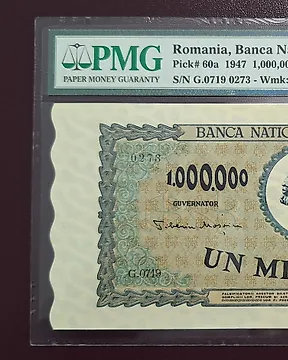 PMG
PAPER MONEY GUARANTY
Romania, Banca Na
Pick# 60a 1947 1,000,00
S/N G.0719 0273 - Wmk:
BANCA NATIO
0273
1.000.000
GUVERNATOR
G.0719
UN MI